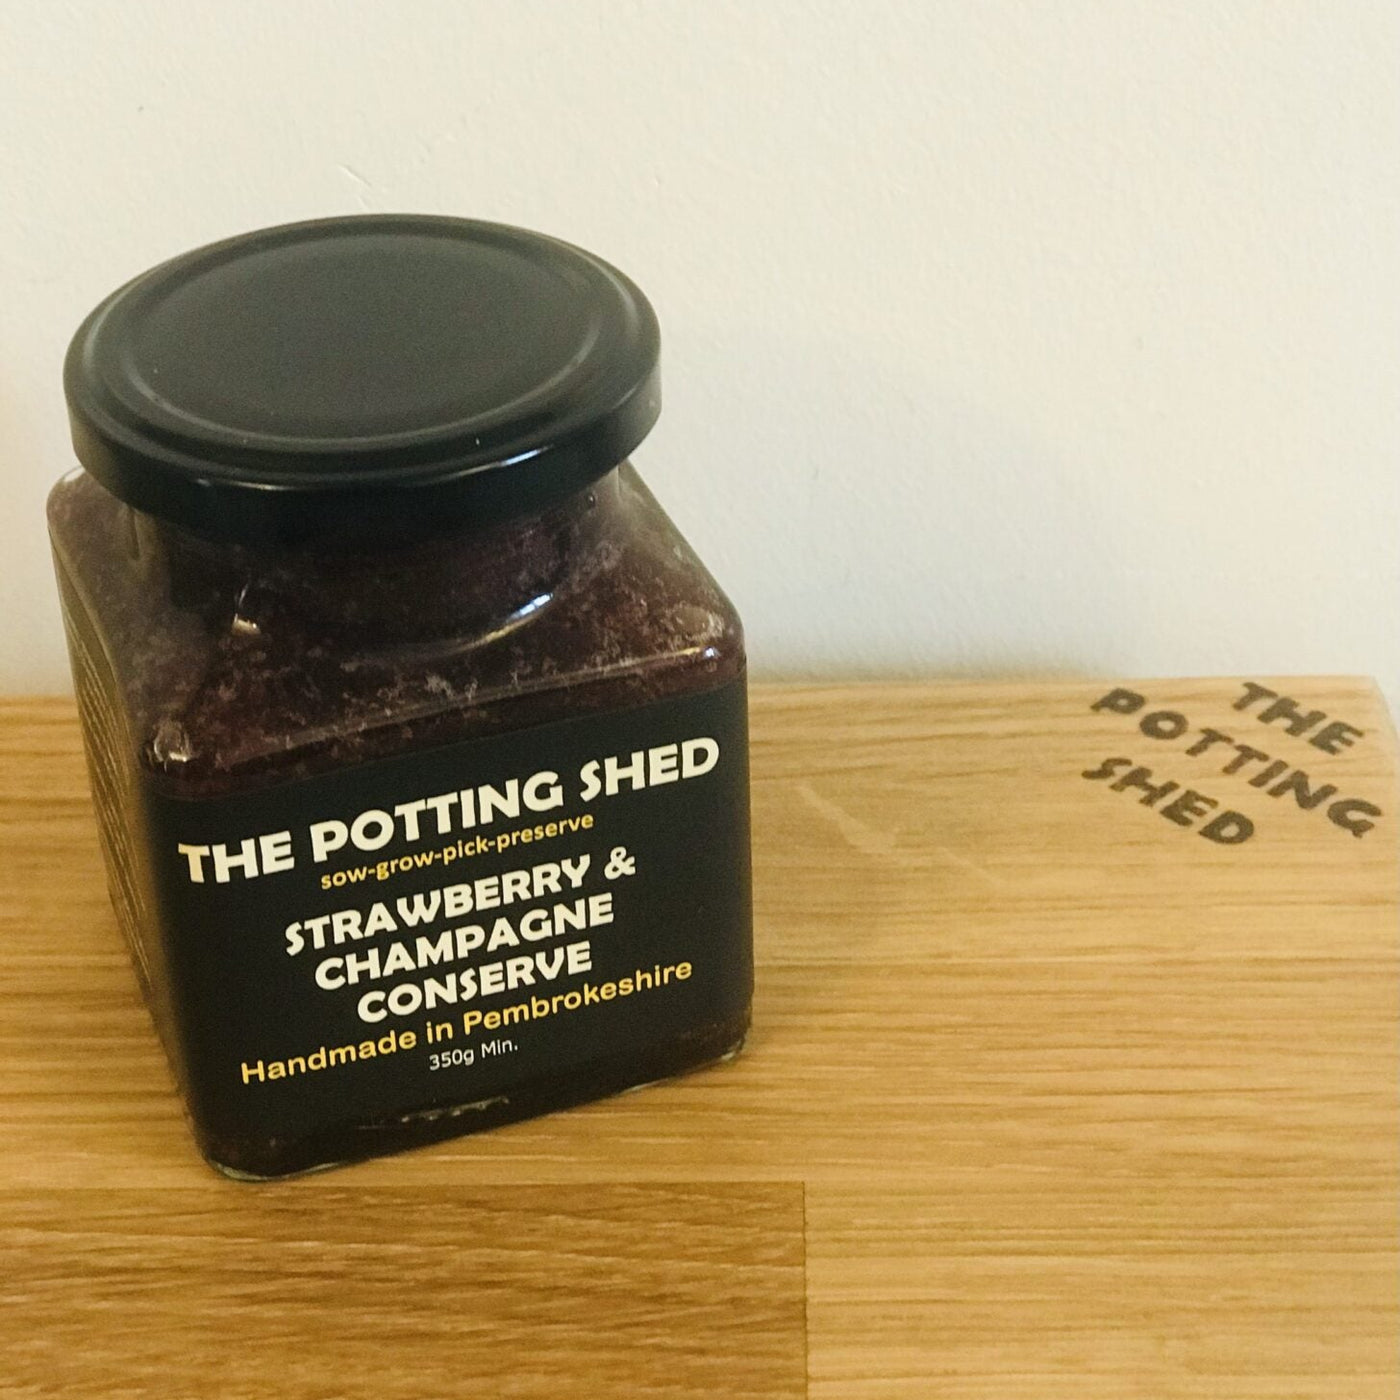 THE POTTING SHED
sow-grow-pick-preserve
STRAWBERRY &
CHAMPAGNE
CONSERVE
Handmade in Pembrokeshire
350g Min.
THE
POTTING
SHED